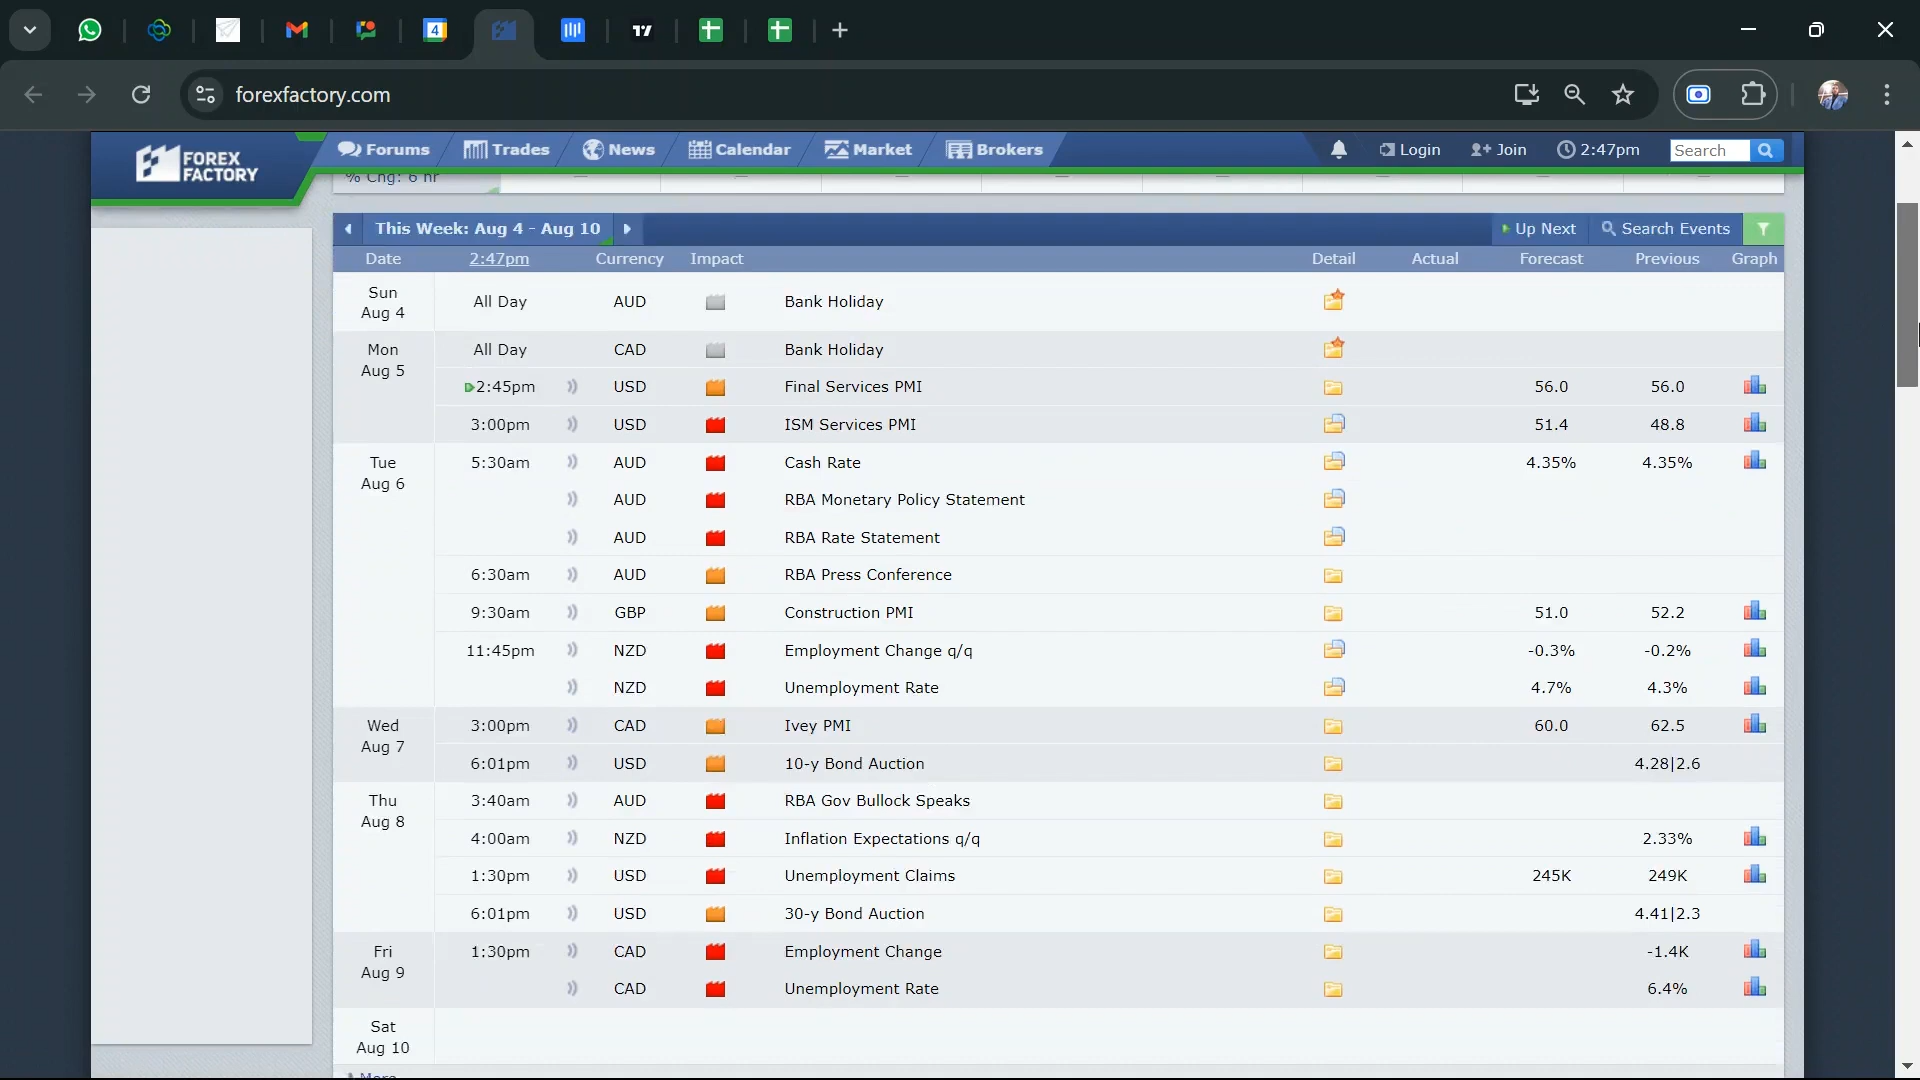 4
forexfactory.com
FOREX
FACTORY
Forums Trades News Calendar Market Brokers Login Join 2:47pm Search
% Chg: 6 hr
This Week: Aug 4 - Aug 10 Up Next Search Events
Date 2:47pm Currency Impact Detail Actual Forecast Previous Graph
Sun
Aug 4
All Day AUD Bank Holiday
Mon
Aug 5
All Day CAD Bank Holiday
2:45pm USD Final Services PMI 56.0 56.0
3:00pm USD ISM Services PMI 51.4 48.8
Tue
Aug 6
5:30am AUD Cash Rate 4.35% 4.35%
AUD RBA Monetary Policy Statement
AUD RBA Rate Statement
6:30am AUD RBA Press Conference
9:30am GBP Construction PMI 51.0 52.2
11:45pm NZD Employment Change q/q -0.3% -0.2%
NZD Unemployment Rate 4.7% 4.3%
Wed
Aug 7
3:00pm CAD Ivey PMI 60.0 62.5
6:01pm USD 10-y Bond Auction 4.28|2.6
Thu
Aug 8
3:40am AUD RBA Gov Bullock Speaks
4:00am NZD Inflation Expectations q/q 2.33%
1:30pm USD Unemployment Claims 245K 249K
6:01pm USD 30-y Bond Auction 4.41|2.3
Fri
Aug 9
1:30pm CAD Employment Change -1.4K
CAD Unemployment Rate 6.4%
Sat
Aug 10
More